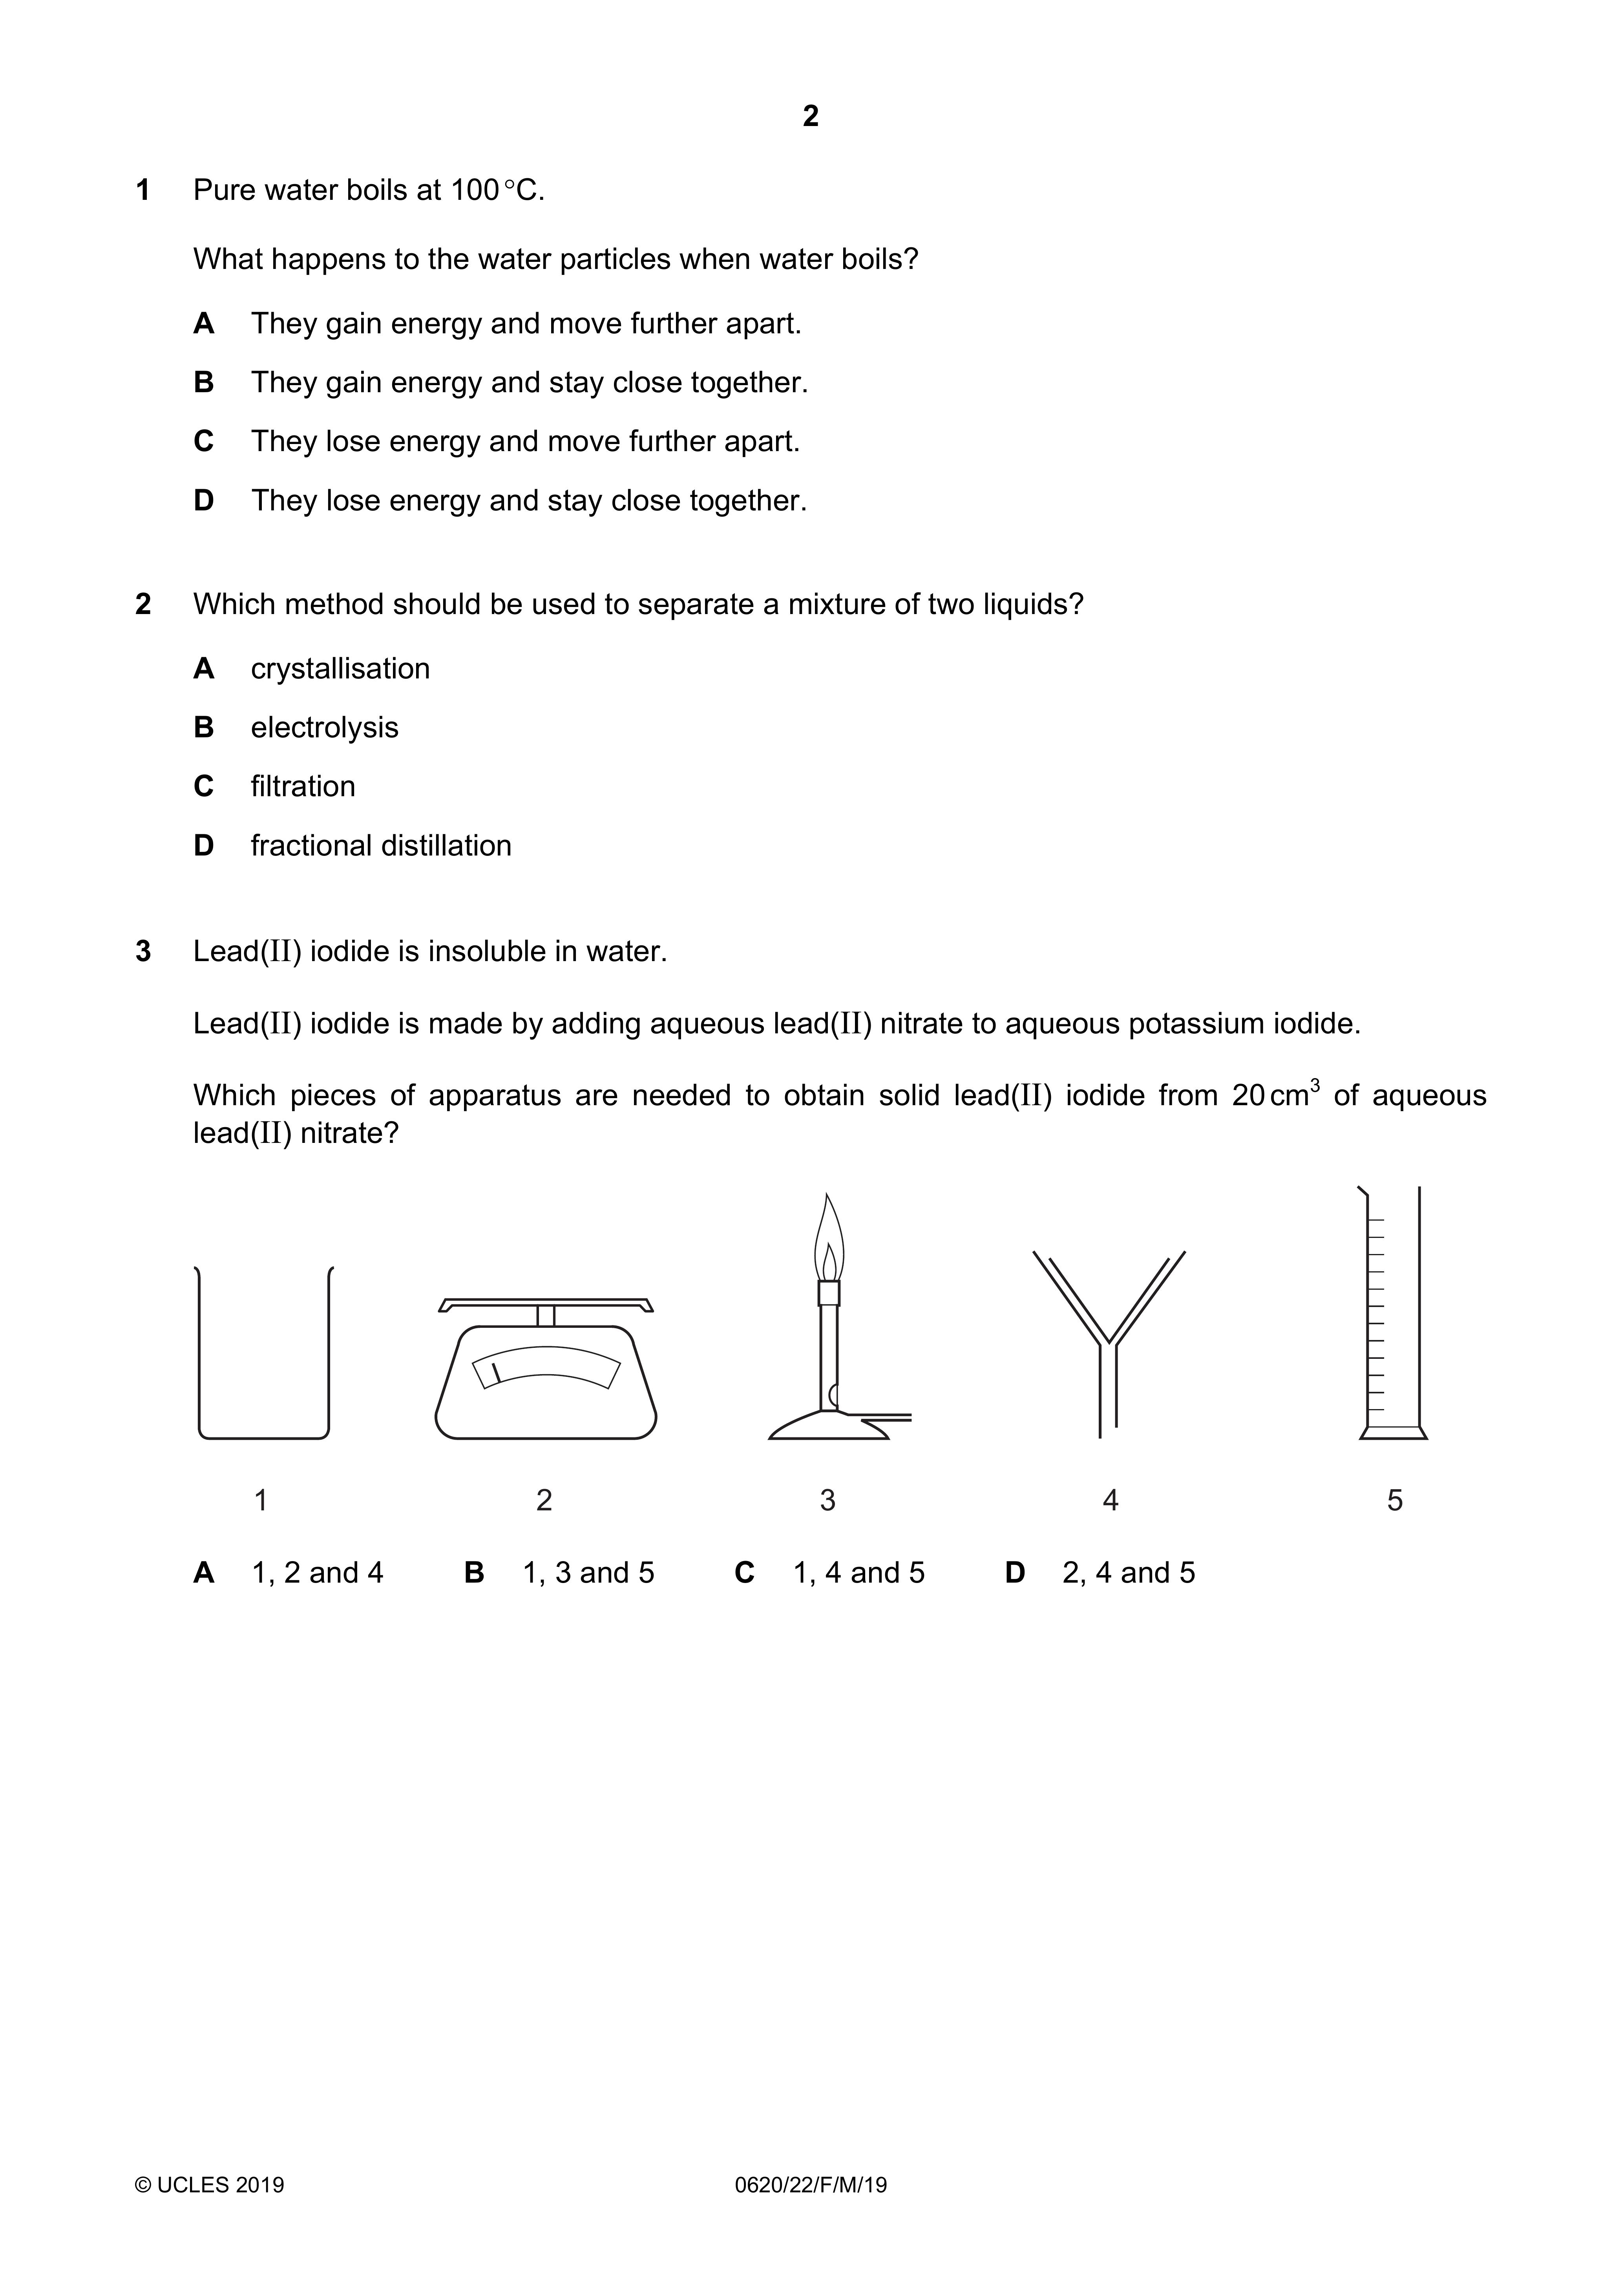 2
1 Pure water boils at 100 °C.
What happens to the water particles when water boils?
A They gain energy and move further apart.
B They gain energy and stay close together.
C They lose energy and move further apart.
D They lose energy and stay close together.
2 Which method should be used to separate a mixture of two liquids?
A crystallisation
B electrolysis
C filtration
D fractional distillation
3 Lead(II) iodide is insoluble in water.
Lead(II) iodide is made by adding aqueous lead(II) nitrate to aqueous potassium iodide.
Which pieces of apparatus are needed to obtain solid lead(II) iodide from 20 cm³ of aqueous
lead(II) nitrate?
1 2 3 4 5
A 1, 2 and 4 B 1, 3 and 5 C 1, 4 and 5 D 2, 4 and 5
© UCLES 2019 0620/22/F/M/19